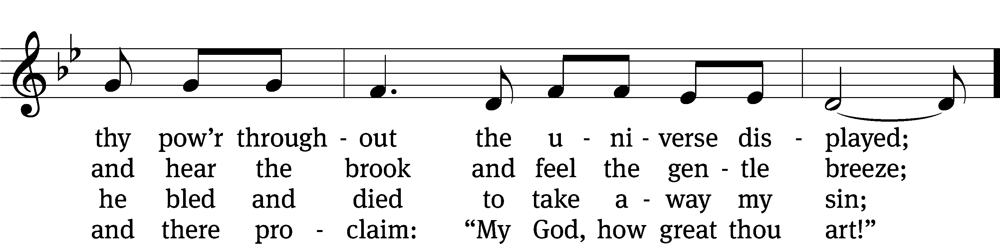 thy pow’r through - out the u - ni - verse dis - played;
and hear the brook and feel the gen - tle breeze;
he bled and died to take a - way my sin;
and there pro - claim: “My God, how great thou art!”